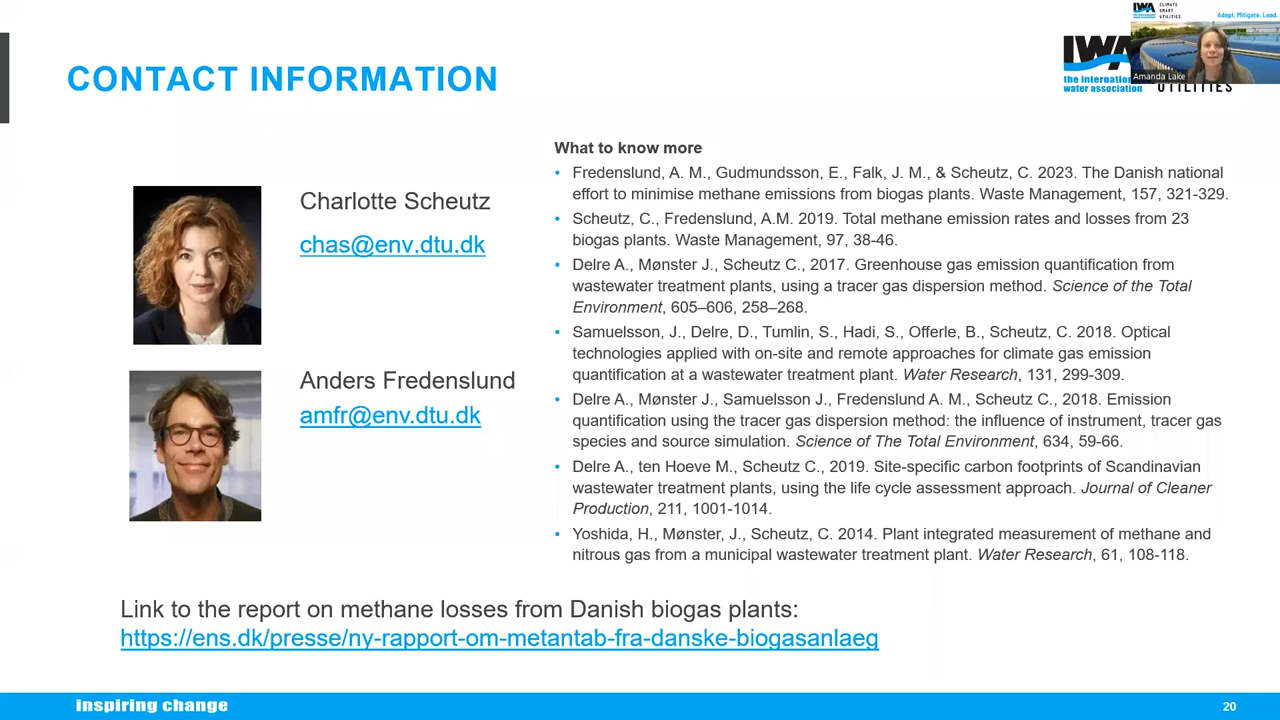 IWA
CLIMATE
SMART
UTILITIES
Adapt. Mitigate. Lead.
IWA
the internation
water association
UTILITIES
Amanda Lake
CONTACT INFORMATION
Charlotte Scheutz
chas@env.dtu.dk
Anders Fredenslund
amfr@env.dtu.dk
What to know more
• Fredenslund, A. M., Gudmundsson, E., Falk, J. M., & Scheutz, C. 2023. The Danish national
effort to minimise methane emissions from biogas plants. Waste Management, 157, 321-329.
• Scheutz, C., Fredenslund, A.M. 2019. Total methane emission rates and losses from 23
biogas plants. Waste Management, 97, 38-46.
• Delre A., Mønster J., Scheutz C., 2017. Greenhouse gas emission quantification from
wastewater treatment plants, using a tracer gas dispersion method. Science of the Total
Environment, 605–606, 258–268.
• Samuelsson, J., Delre, D., Tumlin, S., Hadi, S., Offerle, B., Scheutz, C. 2018. Optical
technologies applied with on-site and remote approaches for climate gas emission
quantification at a wastewater treatment plant. Water Research, 131, 299-309.
• Delre A., Mønster J., Samuelsson J., Fredenslund A. M., Scheutz C., 2018. Emission
quantification using the tracer gas dispersion method: the influence of instrument, tracer gas
species and source simulation. Science of The Total Environment, 634, 59-66.
• Delre A., ten Hoeve M., Scheutz C., 2019. Site-specific carbon footprints of Scandinavian
wastewater treatment plants, using the life cycle assessment approach. Journal of Cleaner
Production, 211, 1001-1014.
• Yoshida, H., Mønster, J., Scheutz, C. 2014. Plant integrated measurement of methane and
nitrous gas from a municipal wastewater treatment plant. Water Research, 61, 108-118.
Link to the report on methane losses from Danish biogas plants:
https://ens.dk/presse/ny-rapport-om-metantab-fra-danske-biogasanlaeg
inspiring change
20